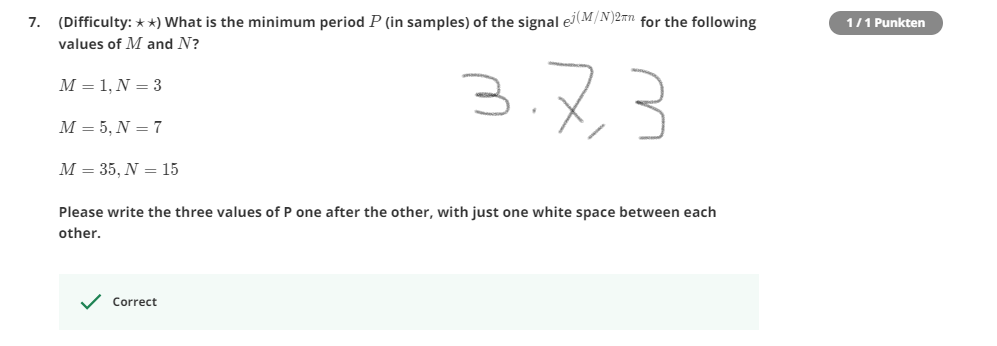 7. (Difficulty: ⋆⋆) What is the minimum period P (in samples) of the signal e^{j(M/N)2πn} for the following
1 / 1 Punkten
values of M and N?
M = 1, N = 3
3.7,3
M = 5, N = 7
M = 35, N = 15
Please write the three values of P one after the other, with just one white space between each
other.
Correct